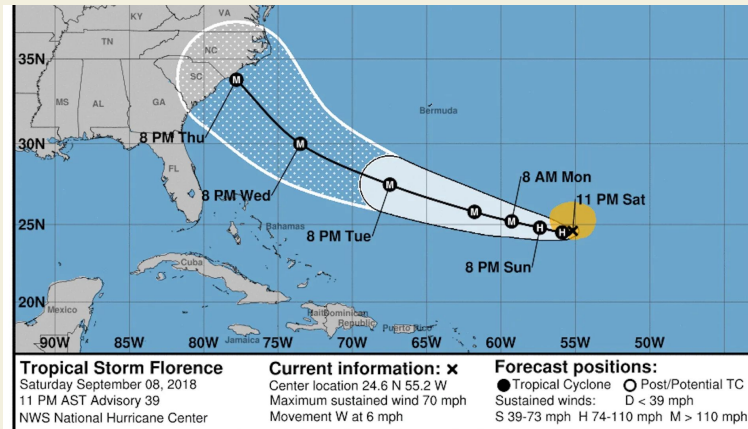 KY
VA
35N
TN
NC
SC
MS
AL
GA
Bermuda
M
8 PM Thu
30N
M
8 AM Mon
FL
M
11 PM Sat
8 PM Wed
M
M
H
H
25N
8 PM Tue
Bahamas
8 PM Sun
Cuba
20N
Mexico
Haiti
Dominican
Republic
Puerto Rico
Jamaica
90W 85W 80W 75W 70W 65W 60W 55W 50W
Tropical Storm Florence
Saturday September 08, 2018
11 PM AST Advisory 39
NWS National Hurricane Center
Current information: ×
Center location 24.6 N 55.2 W
Maximum sustained wind 70 mph
Movement W at 6 mph
Forecast positions:
Tropical Cyclone Post/Potential TC
Sustained winds: D < 39 mph
S 39-73 mph H 74-110 mph M > 110 mph